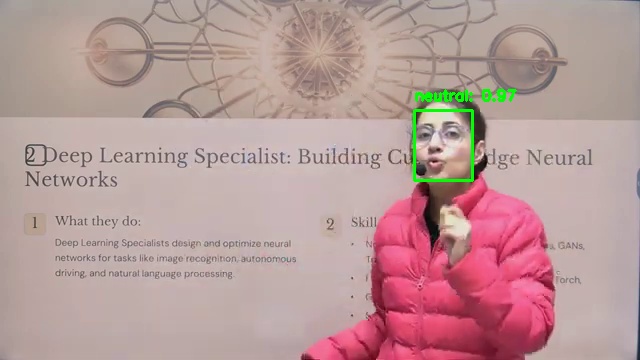 neutral: 0.97
2 Deep Learning Specialist: Building Cu dge Neural
Networks
1 What they do:
Deep Learning Specialists design and optimize neural
networks for tasks like image recognition, autonomous
driving, and natural language processing.
2 Skill
GANs,